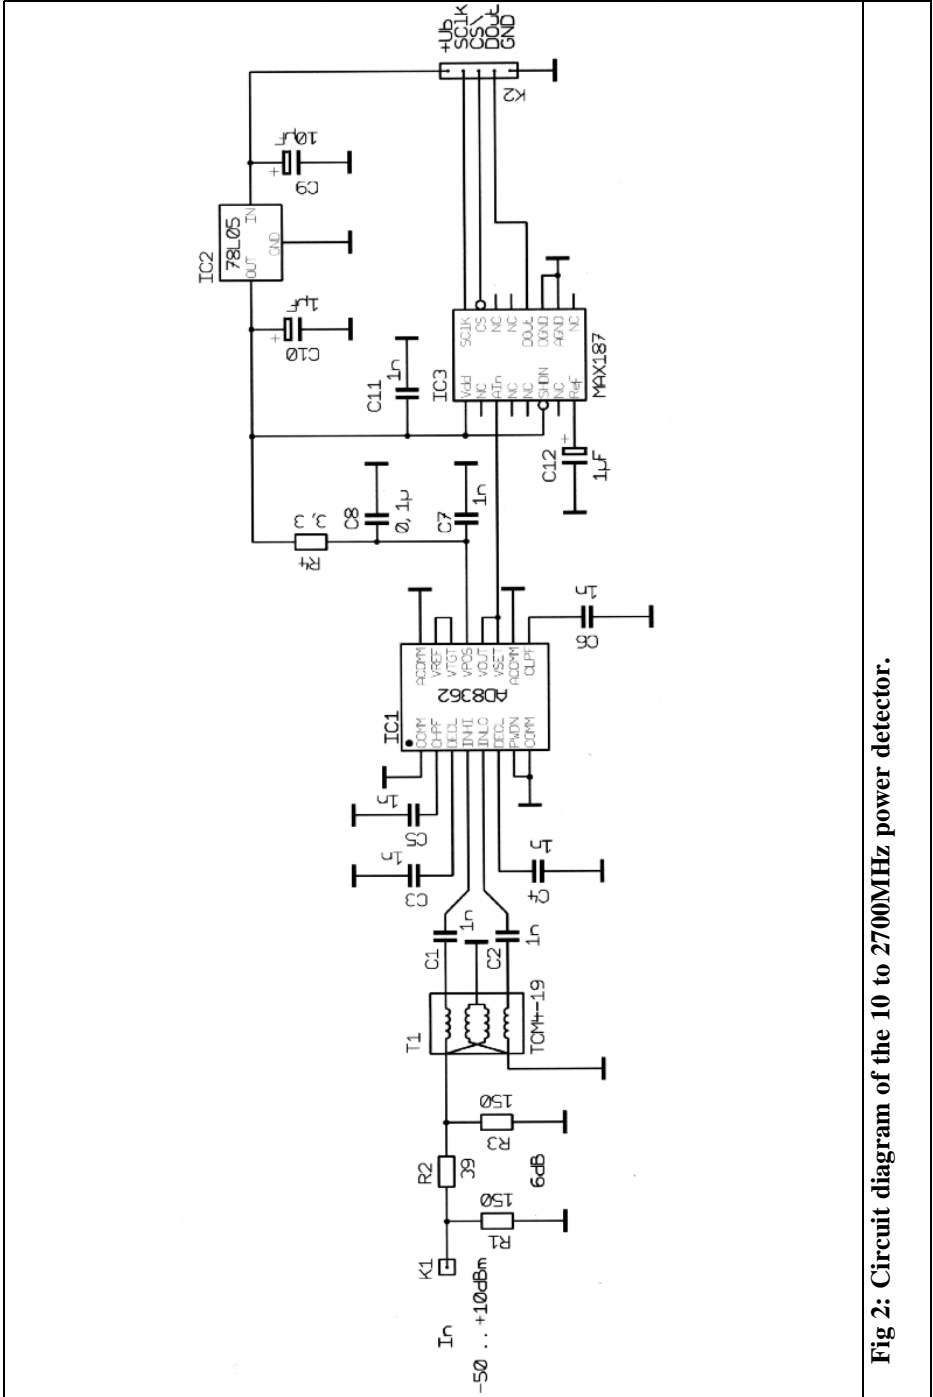 In
-50 .. +10dBm
K1
R1
150
R2
39
6dB
R3
150
T1
TCM4-19
C1
1n
C2
1n
C3
1n
C4
1n
C5
1n
IC1
AD8362
COMM
CHPF
DECL
INHI
INLO
DECL
PWDN
COMM
ACOMM
VREF
VTGT
VPOS
VOUT
VSET
ACOMM
CLPF
C6
1n
R4
3,3
C8
0,1µ
C7
1n
C11
1n
C12
+
1µF
IC3
MAX187
Vdd
NC
AIn
NC
NC
SHDN
NC
Ref
SClK
CS
NC
NC
DOut
DGND
AGND
NC
C10
+
1µF
IC2
78L05
OUT
GND
IN
C9
+
10µF
K2
+Ub
SClk
CS/
DOut
GND
Fig 2: Circuit diagram of the 10 to 2700MHz power detector.